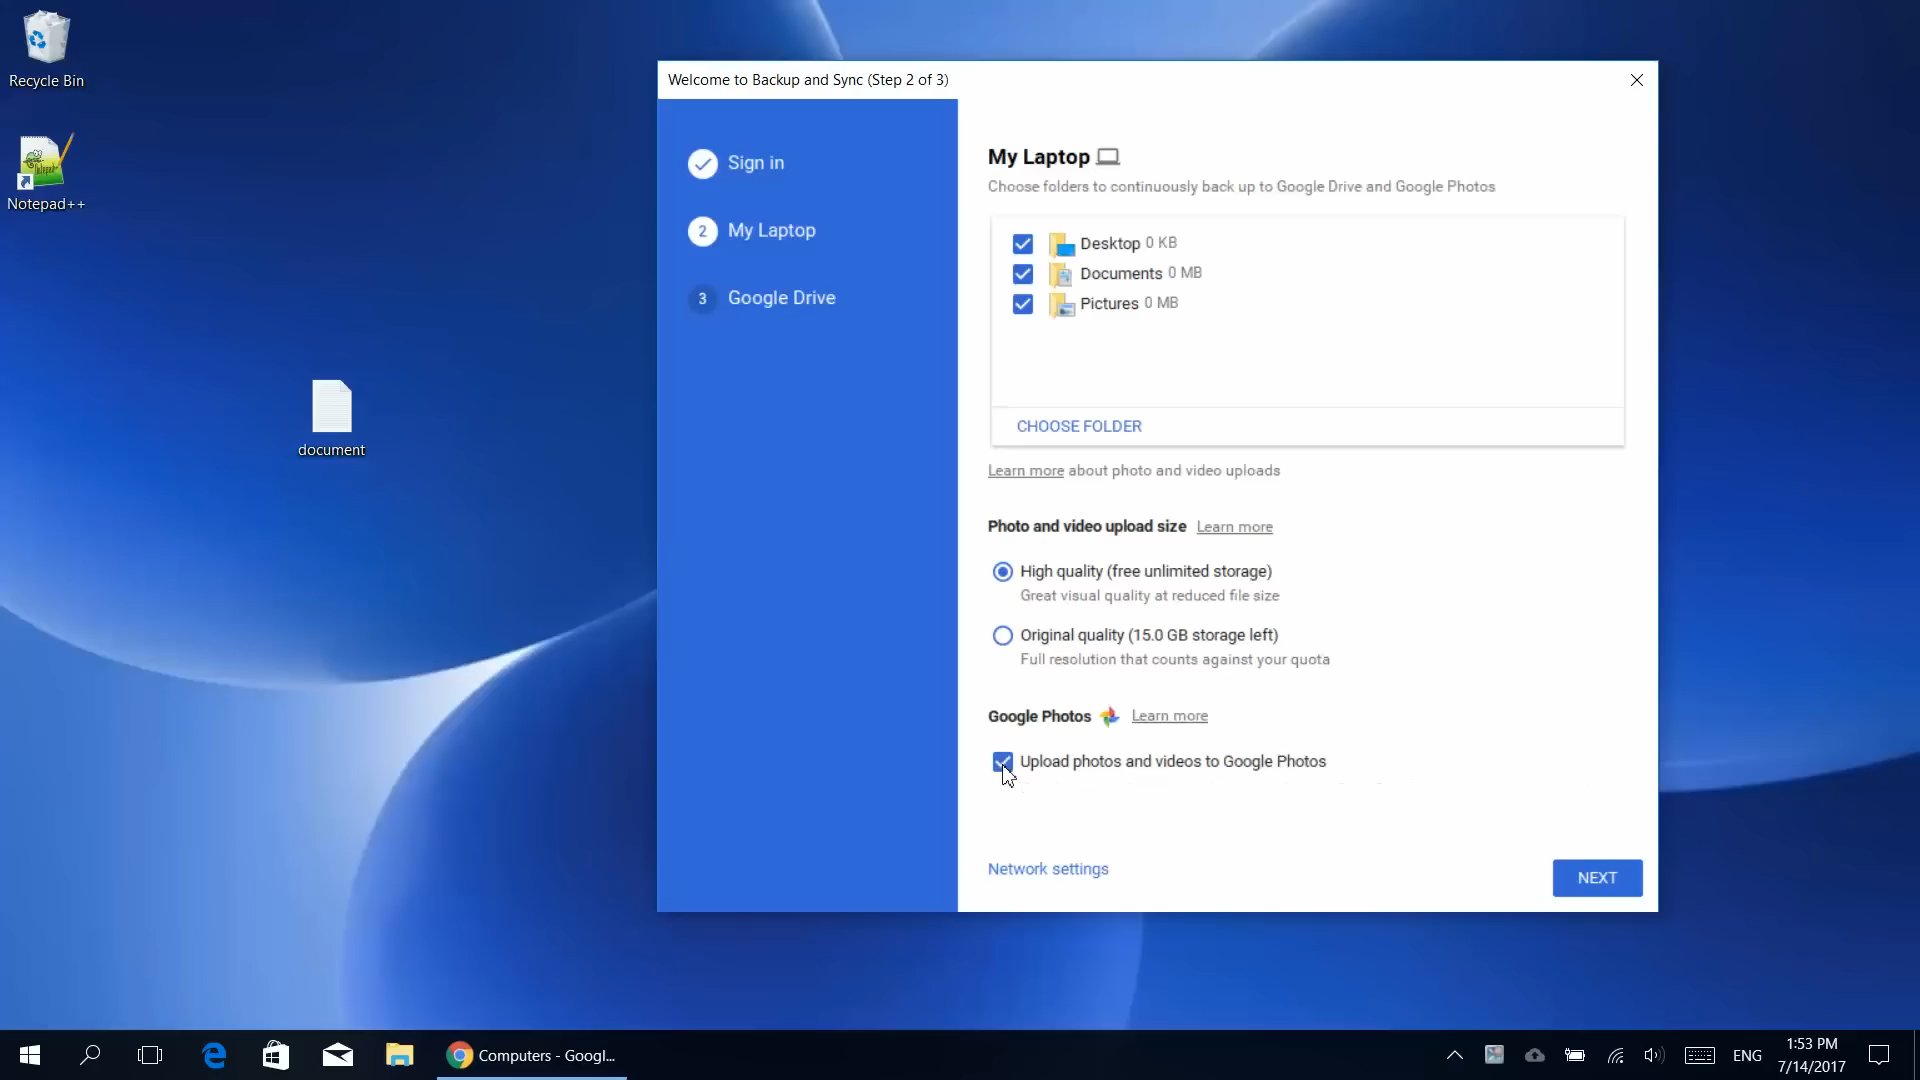 Recycle Bin
Notepad++
document
Welcome to Backup and Sync (Step 2 of 3)
Sign in
2 My Laptop
3 Google Drive
My Laptop
Choose folders to continuously back up to Google Drive and Google Photos
Desktop 0 KB
Documents 0 MB
Pictures 0 MB
CHOOSE FOLDER
Learn more about photo and video uploads
Photo and video upload size Learn more
High quality (free unlimited storage)
Great visual quality at reduced file size
Original quality (15.0 GB storage left)
Full resolution that counts against your quota
Google Photos Learn more
Upload photos and videos to Google Photos
Network settings
NEXT
Computers - Googl...
ENG
1:53 PM
7/14/2017